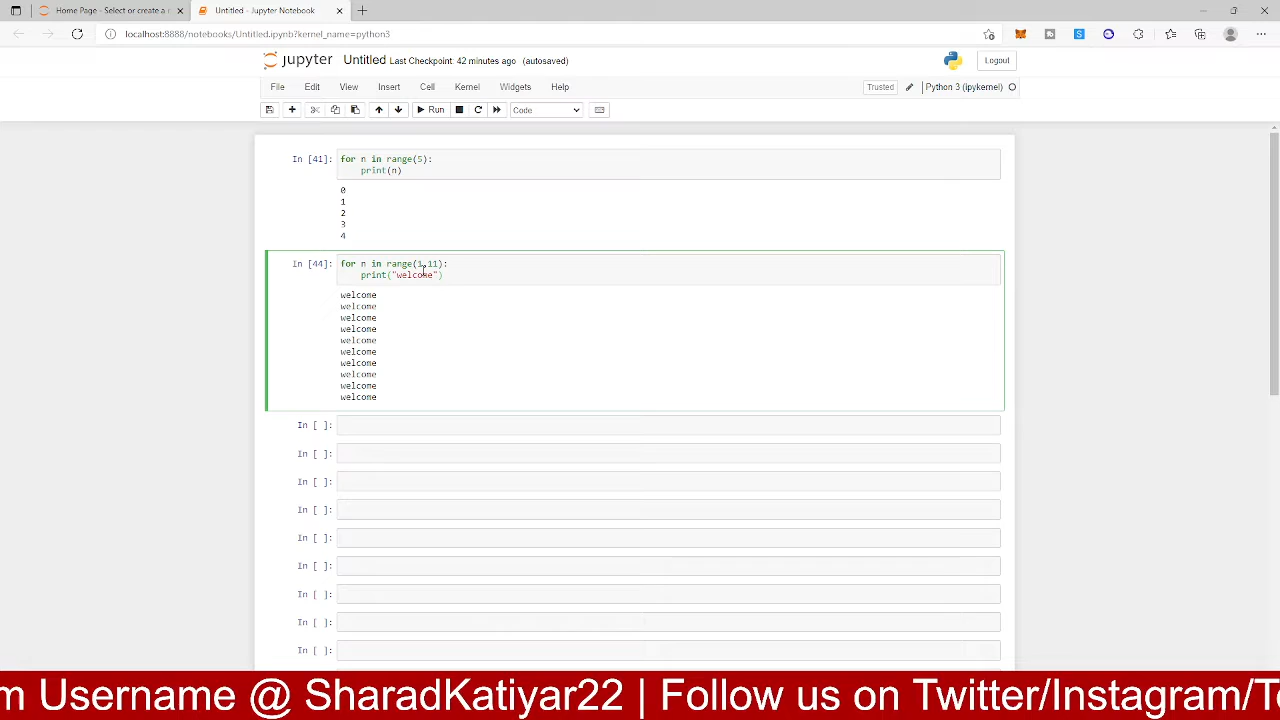 Home Page - Select or create a n
Untitled - Jupyter Notebook
localhost:8888/notebooks/Untitled.ipynb?kernel_name=python3
jupyter Untitled Last Checkpoint: 42 minutes ago (autosaved)
Logout
File Edit View Insert Cell Kernel Widgets Help
Trusted Python 3 (ipykernel)
Run Code
In [41]: for n in range(5):
print(n)
0
1
2
3
4
In [44]: for n in range(1,11):
print("welcome")
welcome
welcome
welcome
welcome
welcome
welcome
welcome
welcome
welcome
welcome
In [ ]:
In [ ]:
In [ ]:
In [ ]:
In [ ]:
In [ ]:
In [ ]:
In [ ]:
In [ ]:
m Username @ SharadKatiyar22 | Follow us on Twitter/Instagram/T